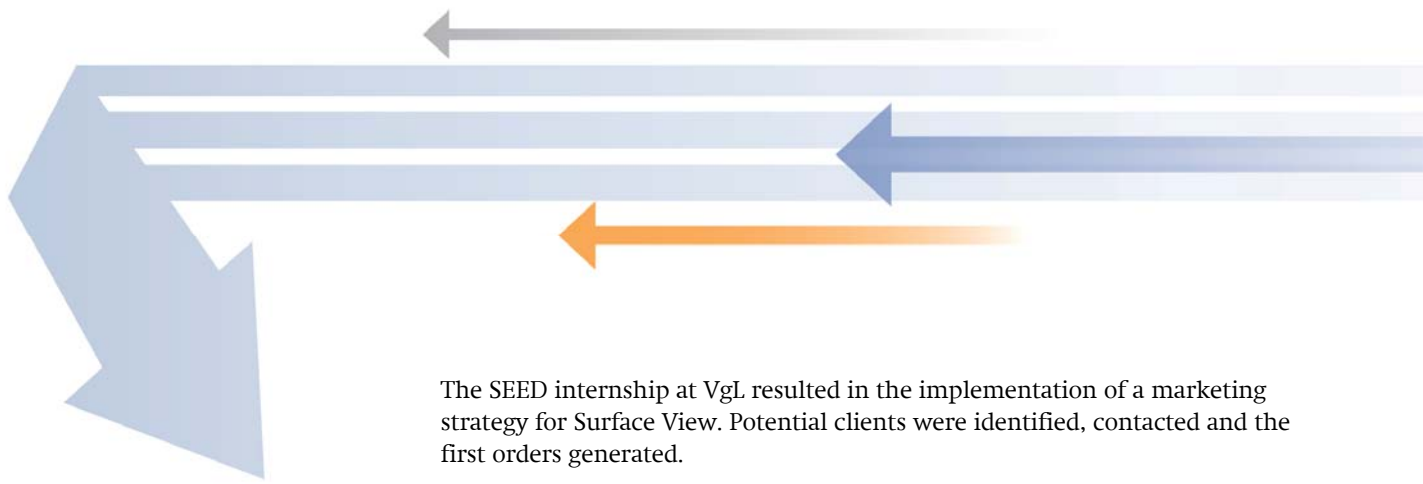 The SEED internship at VgL resulted in the implementation of a marketing
strategy for Surface View. Potential clients were identified, contacted and the
first orders generated.